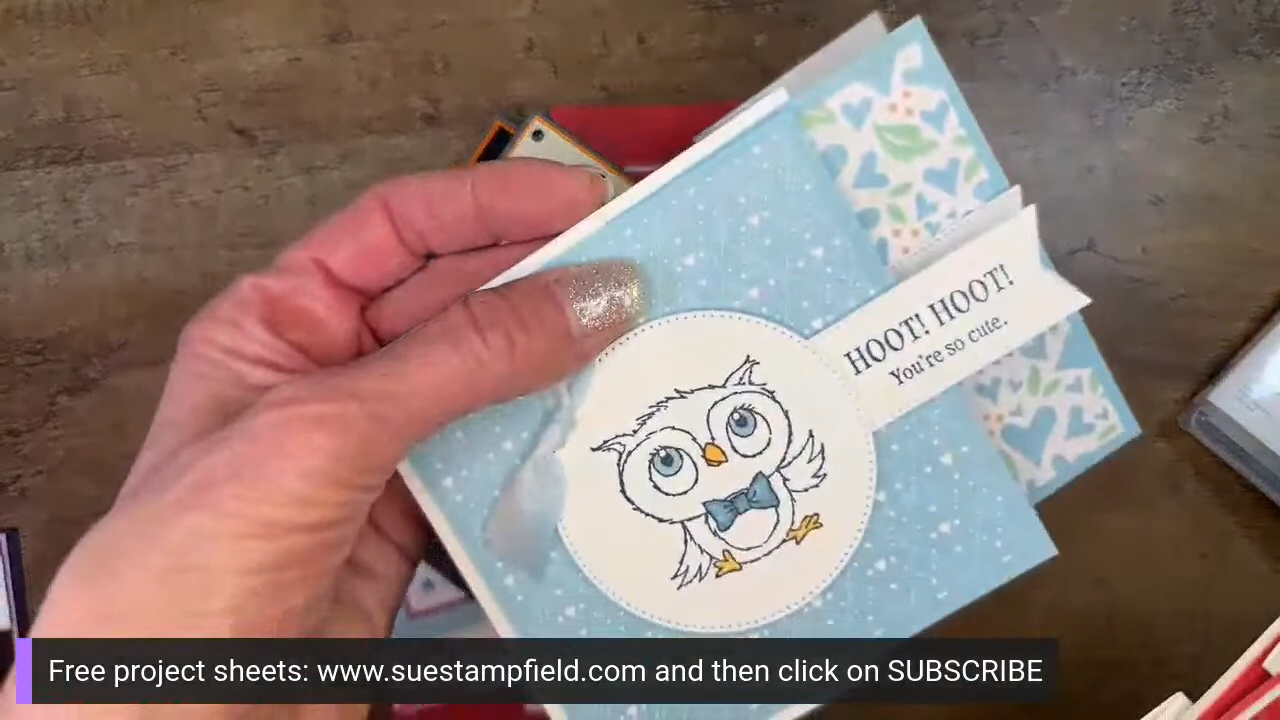 HOOT! HOOT!
You're so cute.
Free project sheets: www.suestampfield.com and then click on SUBSCRIBE